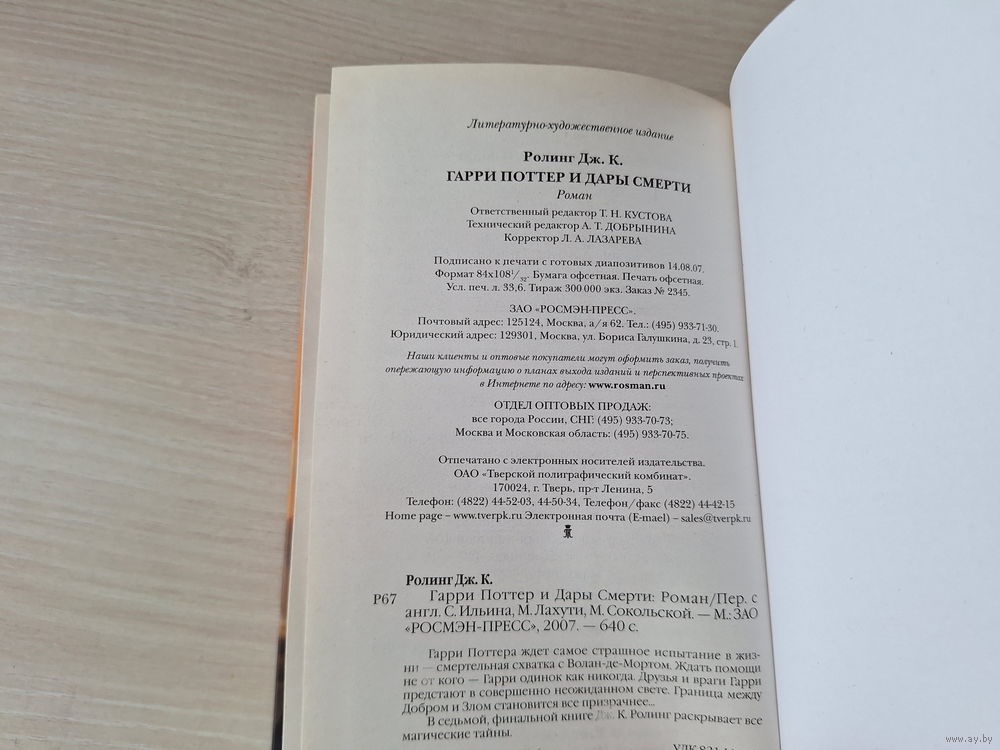 Литературно-художественное издание
Ролинг Дж. К.
ГАРРИ ПОТТЕР И ДАРЫ СМЕРТИ
Роман
Ответственный редактор Т. Н. КУСТОВА
Технический редактор А. Т. ДОБРЫНИНА
Корректор Л. А. ЛАЗАРЕВА
Подписано к печати с готовых диапозитивов 14.08.07.
Формат 84x108¹/₃₂. Бумага офсетная. Печать офсетная.
Усл. печ. л. 33,6. Тираж 300 000 экз. Заказ № 2345.
ЗАО «РОСМЭН-ПРЕСС».
Почтовый адрес: 125124, Москва, а/я 62. Тел.: (495) 933-71-30.
Юридический адрес: 129301, Москва, ул. Бориса Галушкина, д. 23, стр. 1.
Наши клиенты и оптовые покупатели могут оформить заказ, получить
опережающую информацию о планах выхода изданий и перспективных проектах
в Интернете по адресу: www.rosman.ru
ОТДЕЛ ОПТОВЫХ ПРОДАЖ:
все города России, СНГ: (495) 933-70-73;
Москва и Московская область: (495) 933-70-75.
Отпечатано с электронных носителей издательства.
ОАО «Тверской полиграфический комбинат».
170024, г. Тверь, пр-т Ленина, 5
Телефон: (4822) 44-52-03, 44-50-34, Телефон/факс (4822) 44-42-15
Home page – www.tverpk.ru Электронная почта (E-mael) – sales@tverpk.ru
Ролинг Дж. К.
Р67 Гарри Поттер и Дары Смерти: Роман/Пер. с
англ. С. Ильина, М. Лахути, М. Сокольской. — М.: ЗАО
«РОСМЭН-ПРЕСС», 2007. — 640 с.
Гарри Поттера ждет самое страшное испытание в жиз-
ни — смертельная схватка с Волан-де-Мортом. Ждать помощи
не от кого — Гарри одинок как никогда. Друзья и враги Гарри
предстают в совершенно неожиданном свете. Граница между
Добром и Злом становится все призрачнее...
В седьмой, финальной книге Дж. К. Ролинг раскрывает все
магические тайны.
УДК
www.ay.by